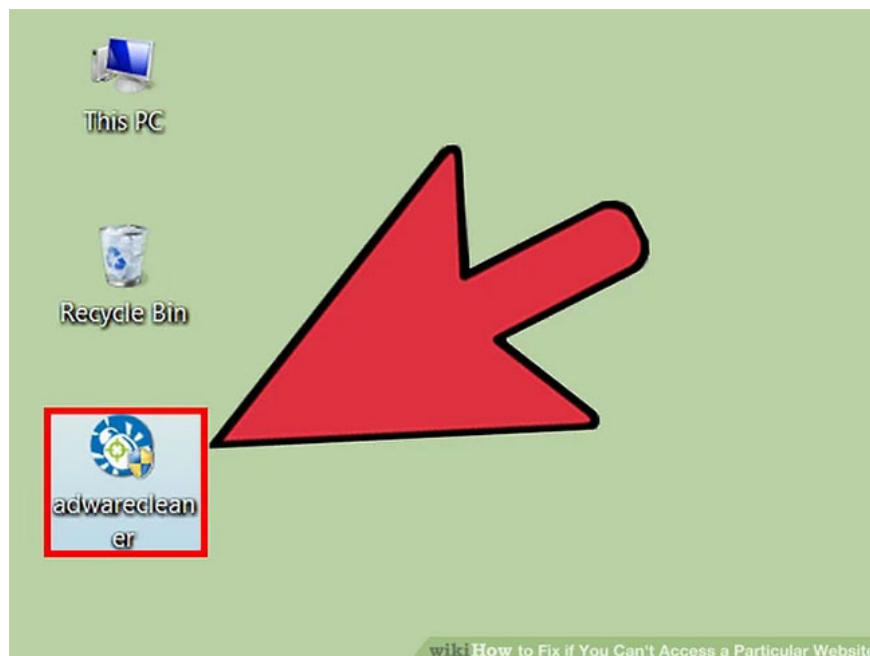 This PC
Recycle Bin
adwareclean
er
wikiHow to Fix if You Can't Access a Particular Website